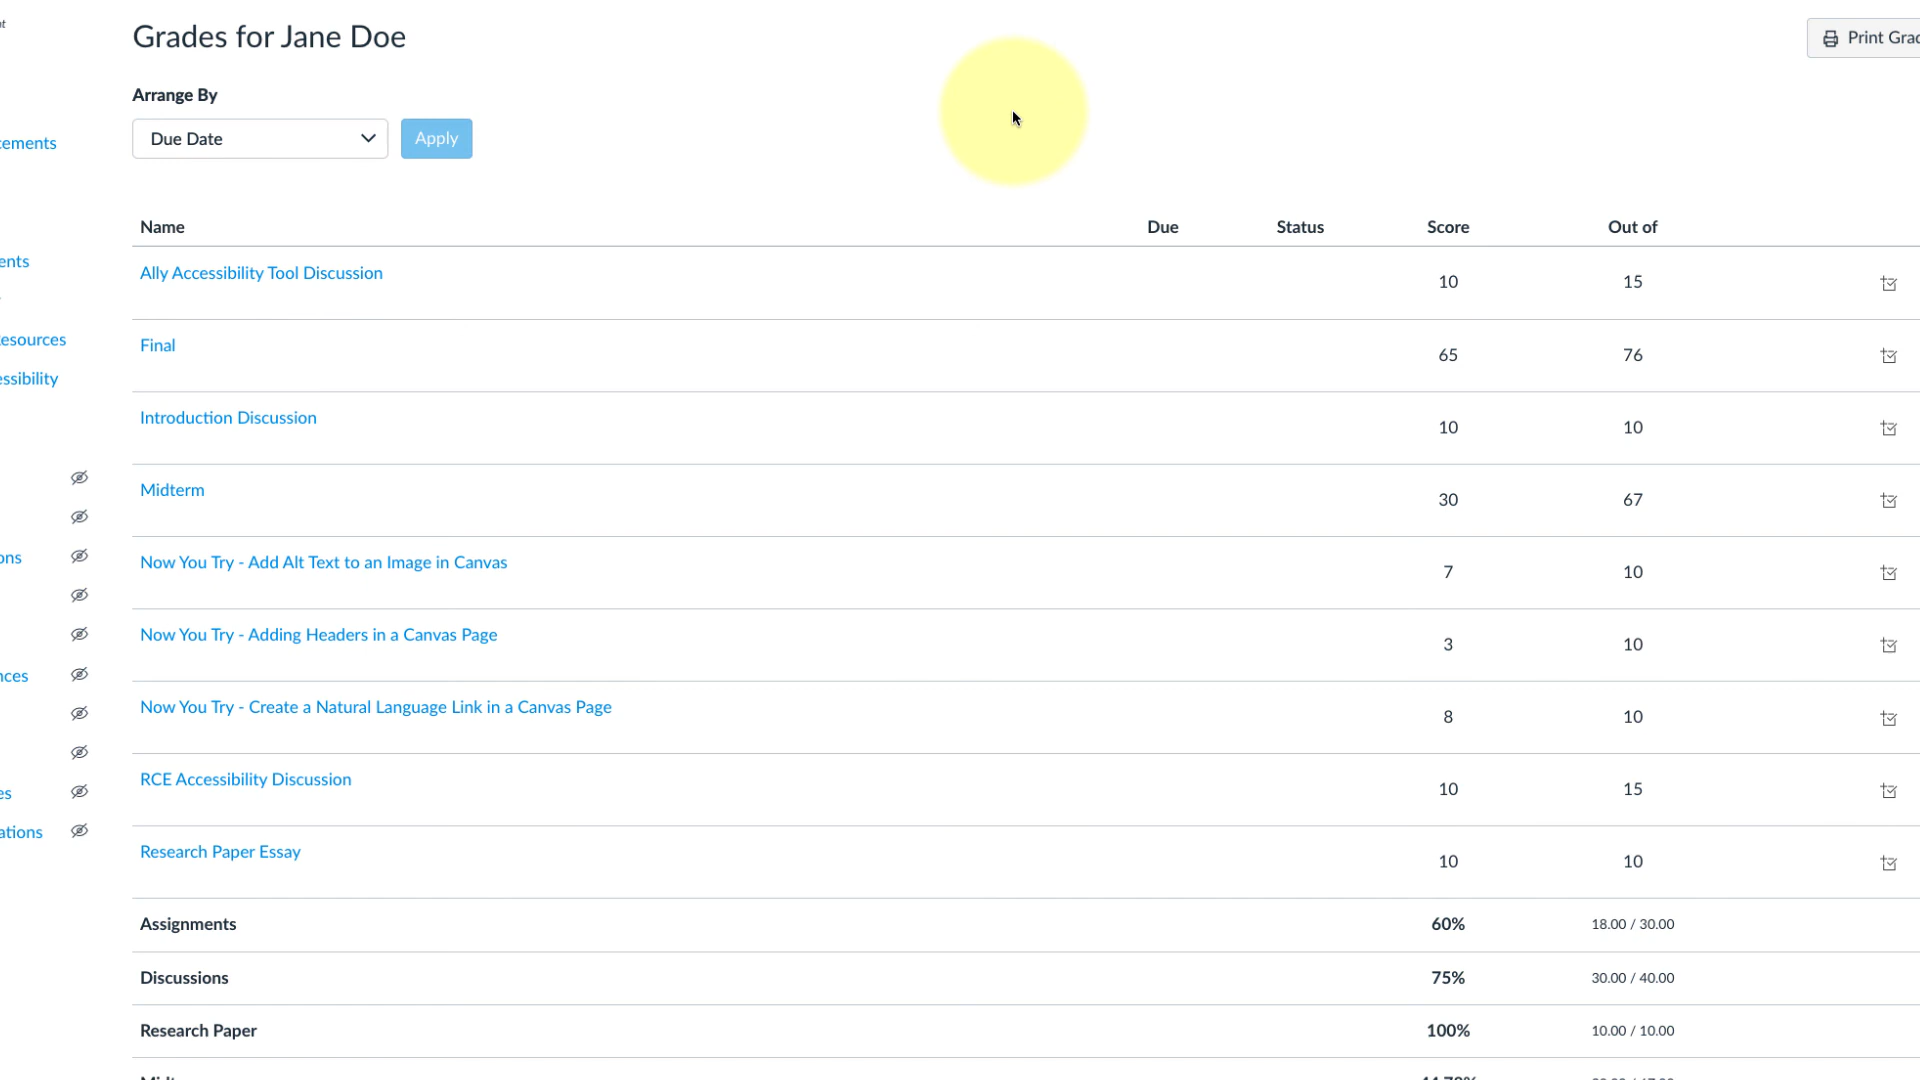 Grades for Jane Doe
Print Grad
Arrange By
Due Date
Apply
cements
ents
esources
essibility
ons
nces
es
ations
Name Due Status Score Out of
Ally Accessibility Tool Discussion 10 15
Final 65 76
Introduction Discussion 10 10
Midterm 30 67
Now You Try - Add Alt Text to an Image in Canvas 7 10
Now You Try - Adding Headers in a Canvas Page 3 10
Now You Try - Create a Natural Language Link in a Canvas Page 8 10
RCE Accessibility Discussion 10 15
Research Paper Essay 10 10
Assignments 60% 18.00 / 30.00
Discussions 75% 30.00 / 40.00
Research Paper 100% 10.00 / 10.00